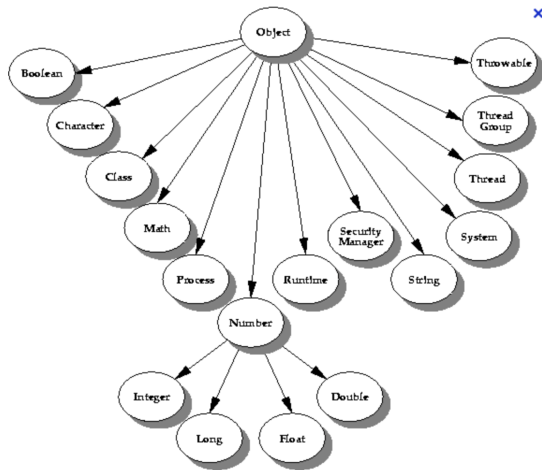 Object
Boolean
Throwable
Character
Thread
Group
Class
Thread
Math
Security
Manager
System
Process
Runtime
String
Number
Integer
Double
Long
Float